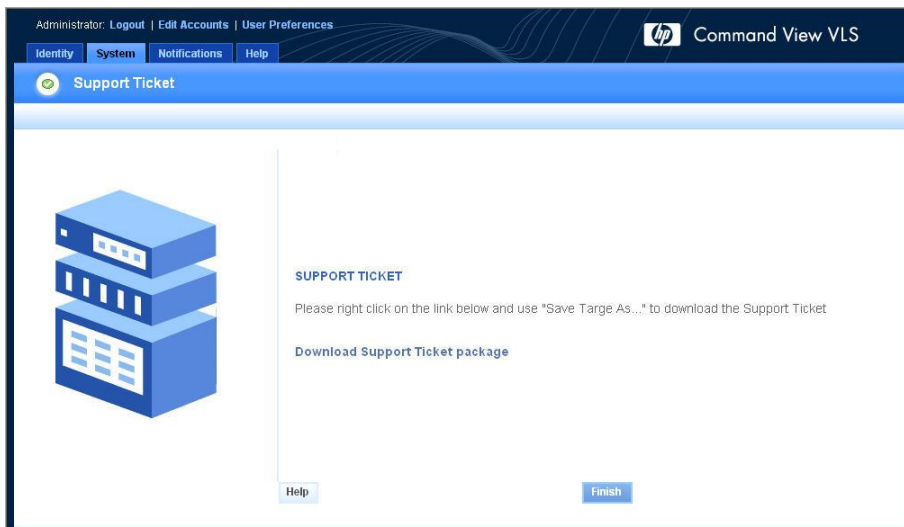 Administrator: Logout | Edit Accounts | User Preferences
hp Command View VLS
Identity System Notifications Help
Support Ticket
SUPPORT TICKET
Please right click on the link below and use "Save Targe As..." to download the Support Ticket
Download Support Ticket package
Help Finish